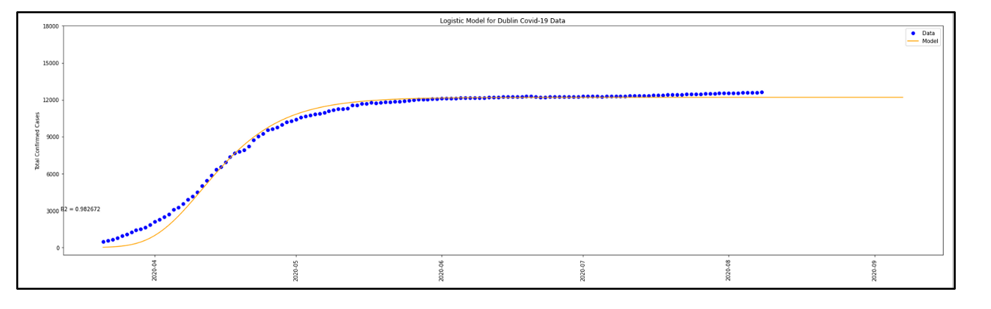 Logistic Model for Dublin Covid-19 Data
18000
15000
12000
9000
6000
3000
0
Total Confirmed Cases
R2 = 0.982672
Data
Model
2020-04
2020-05
2020-06
2020-07
2020-08
2020-09